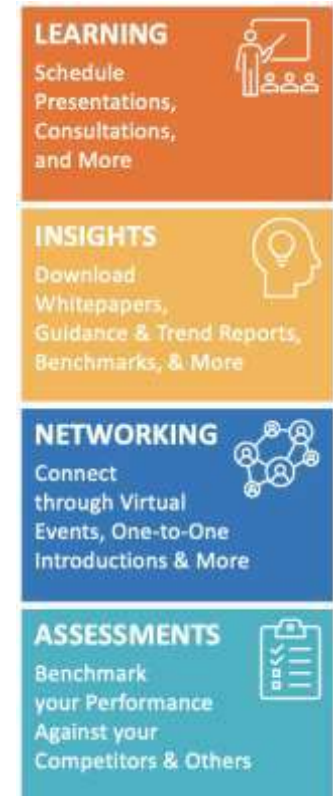 LEARNING
Schedule
Presentations,
Consultations,
and More
INSIGHTS
Download
Whitepapers,
Guidance & Trend Reports,
Benchmarks, & More
NETWORKING
Connect
through Virtual
Events, One-to-One
Introductions & More
ASSESSMENTS
Benchmark
your Performance
Against your
Competitors & Others